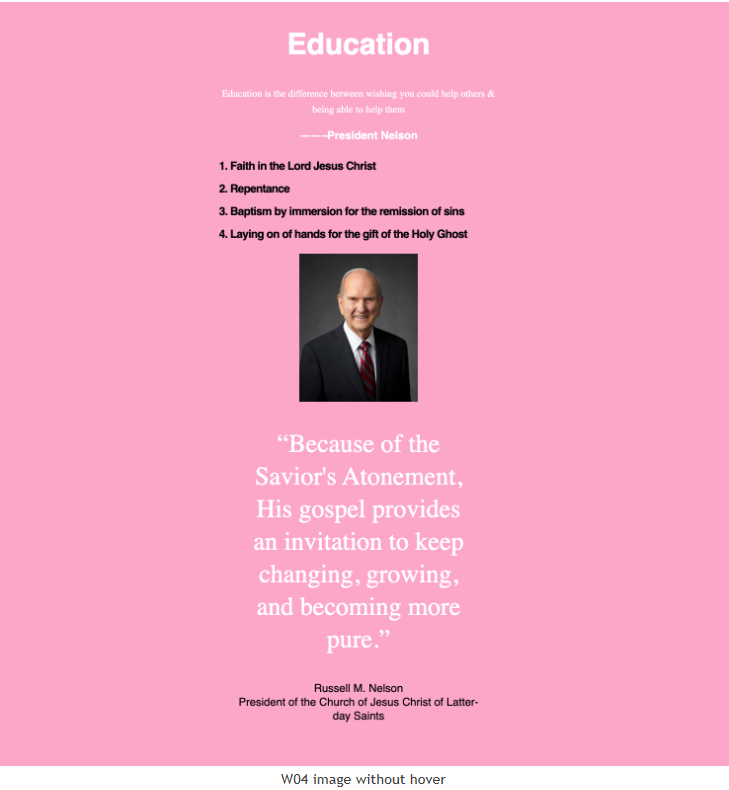 Education
Education is the difference between wishing you could help others &
being able to help them
———President Nelson
1. Faith in the Lord Jesus Christ
2. Repentance
3. Baptism by immersion for the remission of sins
4. Laying on of hands for the gift of the Holy Ghost
“Because of the
Savior's Atonement,
His gospel provides
an invitation to keep
changing, growing,
and becoming more
pure.”
Russell M. Nelson
President of the Church of Jesus Christ of Latter-
day Saints
W04 image without hover